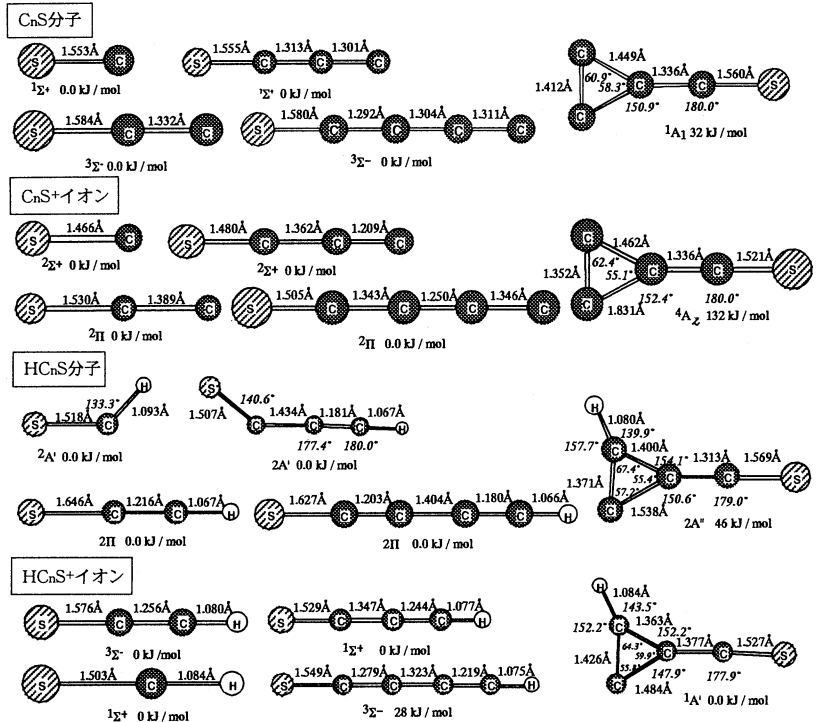 CnS分子
S 1.553Å C
¹Σ⁺ 0.0 kJ / mol
S 1.555Å C 1.313Å C 1.301Å C
'Σ⁺ 0 kJ / mol
C 1.449Å
1.412Å 60.9° 58.3° C 1.336Å C 1.560Å S
C 150.9° 180.0°
¹A₁ 32 kJ / mol
S 1.584Å C 1.332Å C
³Σ⁻ 0.0 kJ / mol
S 1.580Å C 1.292Å C 1.304Å C 1.311Å C
³Σ⁻ 0 kJ / mol
CnS+イオン
S 1.466Å C
²Σ⁺ 0.0 kJ / mol
S 1.480Å C 1.362Å C 1.209Å C
²Σ⁺ 0.0 kJ / mol
C 1.462Å
1.352Å 62.4° 55.1° C 1.336Å C 1.521Å S
C 1.831Å 152.4° 180.0°
⁴A₂ 132 kJ / mol
S 1.530Å C 1.389Å C
²Π 0 kJ / mol
S 1.505Å C 1.343Å C 1.250Å C 1.346Å C
²Π 0.0 kJ / mol
HCnS分子
H
133.3°
S 1.518Å C 1.093Å
²A' 0.0 kJ / mol
S 140.6°
1.507Å C 1.434Å C 1.181Å C 1.067Å H
177.4° 180.0°
2A' 0.0 kJ / mol
H
1.080Å
139.9°
157.7° C 1.400Å 154.1° 1.313Å 1.569Å
67.4° 55.4° C C S
1.371Å 57.2 150.6° 179.0°
C 1.538Å
2A" 46 kJ / mol
S 1.646Å C 1.216Å C 1.067Å H
2Π 0.0 kJ / mol
S 1.627Å C 1.203Å C 1.404Å C 1.180Å C 1.066Å H
2Π 0.0 kJ / mol
HCnS+イオン
S 1.576Å C 1.256Å C 1.080Å H
³Σ⁻ 0 kJ / mol
S 1.529Å C 1.347Å C 1.244Å C 1.077Å H
¹Σ⁺ 0 kJ / mol
H
1.084Å
143.5°
152.2° C 1.363Å 152.2° 1.377Å 1.527Å
64.3° 59.9° C C S
1.426Å 147.9° 177.9°
C 1.484Å
¹A' 0.0 kJ / mol
S 1.503Å C 1.084Å H
¹Σ⁺ 0 kJ / mol
S 1.549Å C 1.279Å C 1.323Å C 1.219Å C 1.075Å H
³Σ⁻ 28 kJ / mol